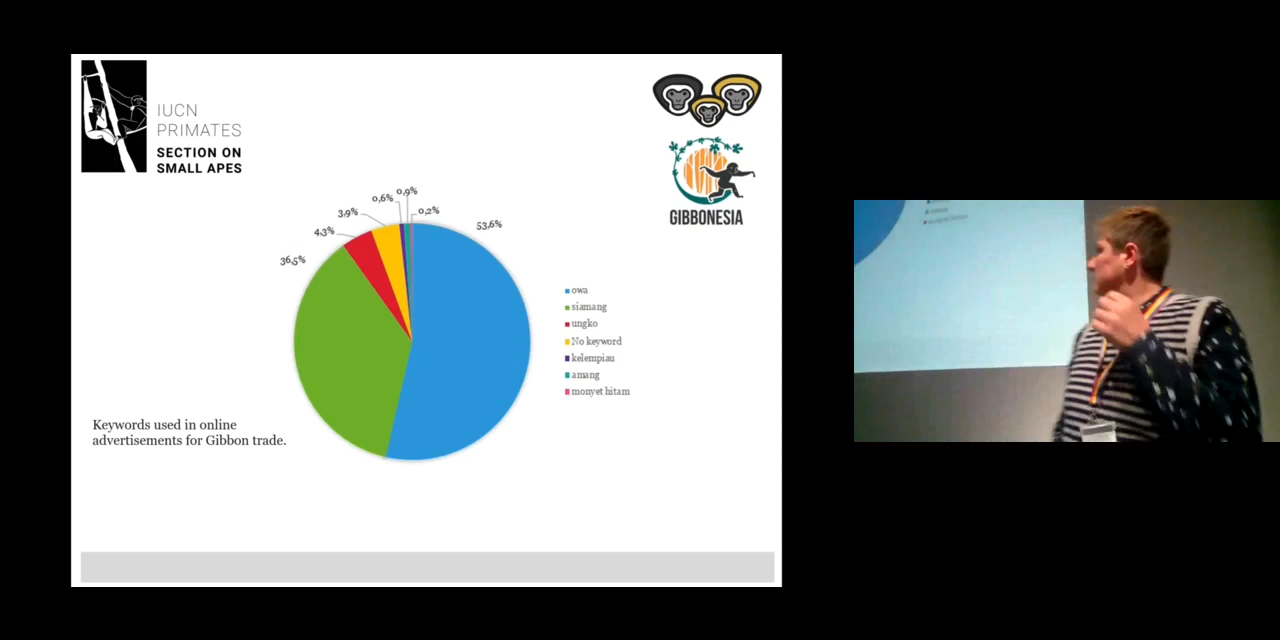 IUCN
PRIMATES
SECTION ON
SMALL APES
GIBBONESIA
0,9%
0,6%
0,2%
3,9%
53,6%
4,3%
36,5%
owa
siamang
ungko
No keyword
kelempiau
amang
monyet hitam
Keywords used in online
advertisements for Gibbon trade.